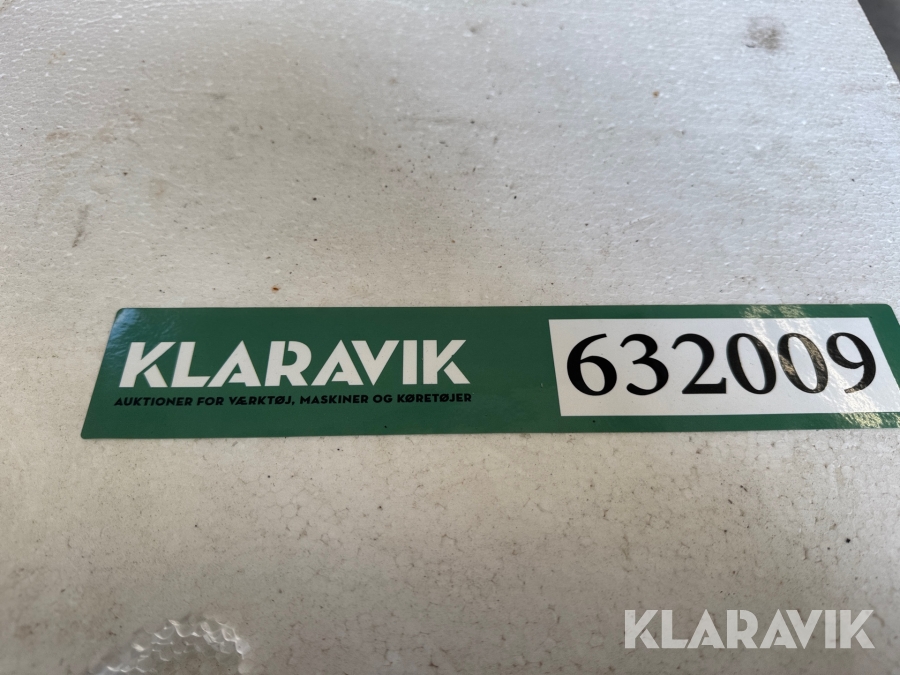 KLARAVIK
AUKTIONER FOR VÆRKTØJ, MASKINER OG KØRETØJER
632009
KLARAVIK